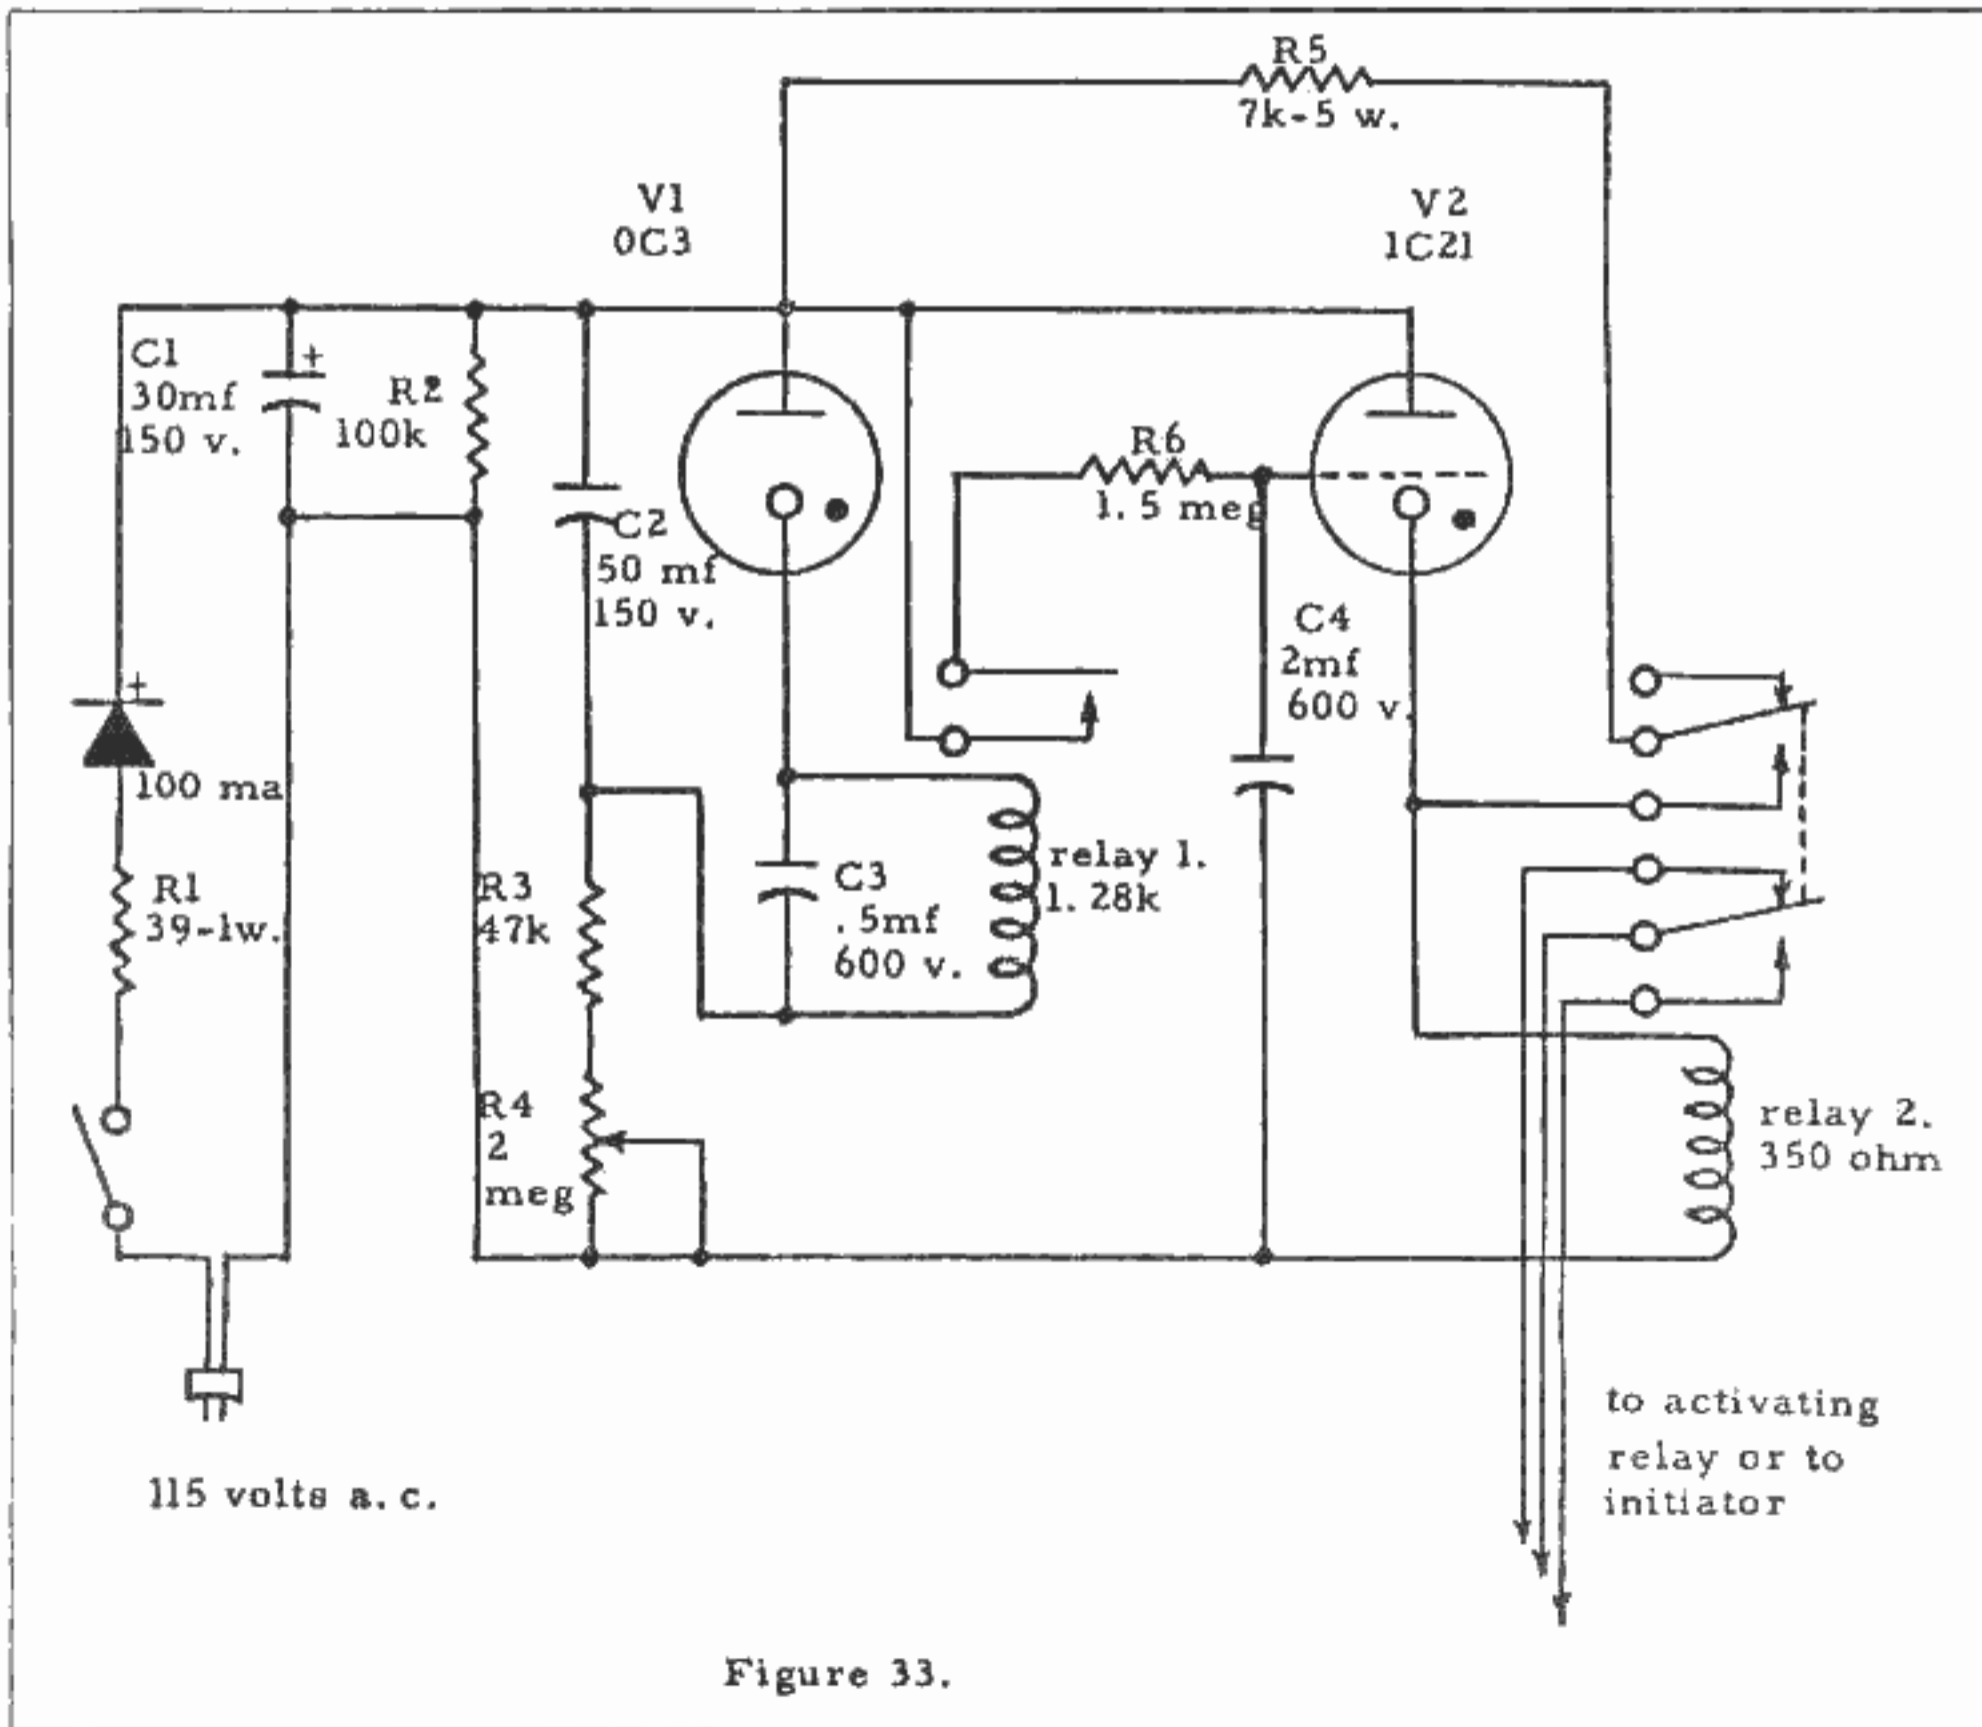 R5
7k-5 w.
V1
0C3
V2
1C21
C1
30mf
150 v.
+
R2
100k
C2
50 mf
150 v.
R6
1.5 meg
C4
2mf
600 v.
+
100 ma
R1
39-1w.
R3
47k
C3
.5mf
600 v.
relay 1.
1.28k
R4
2
meg
relay 2.
350 ohm
115 volts a.c.
to activating
relay or to
initiator
Figure 33.